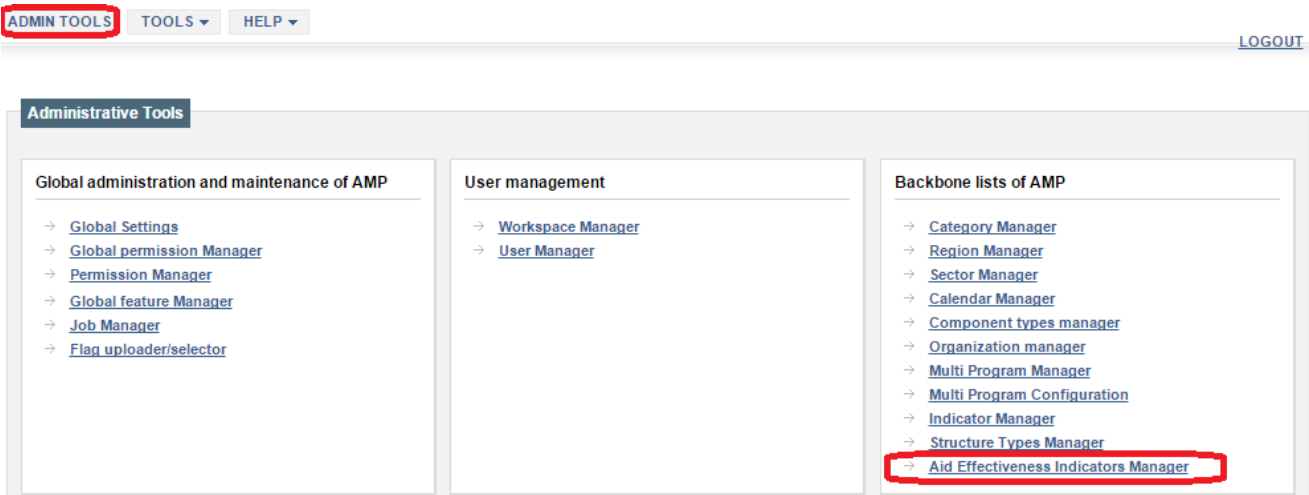 ADMIN TOOLS TOOLS HELP
LOGOUT
Administrative Tools
Global administration and maintenance of AMP
Global Settings
Global permission Manager
Permission Manager
Global feature Manager
Job Manager
Flag uploader/selector
User management
Workspace Manager
User Manager
Backbone lists of AMP
Category Manager
Region Manager
Sector Manager
Calendar Manager
Component types manager
Organization manager
Multi Program Manager
Multi Program Configuration
Indicator Manager
Structure Types Manager
Aid Effectiveness Indicators Manager